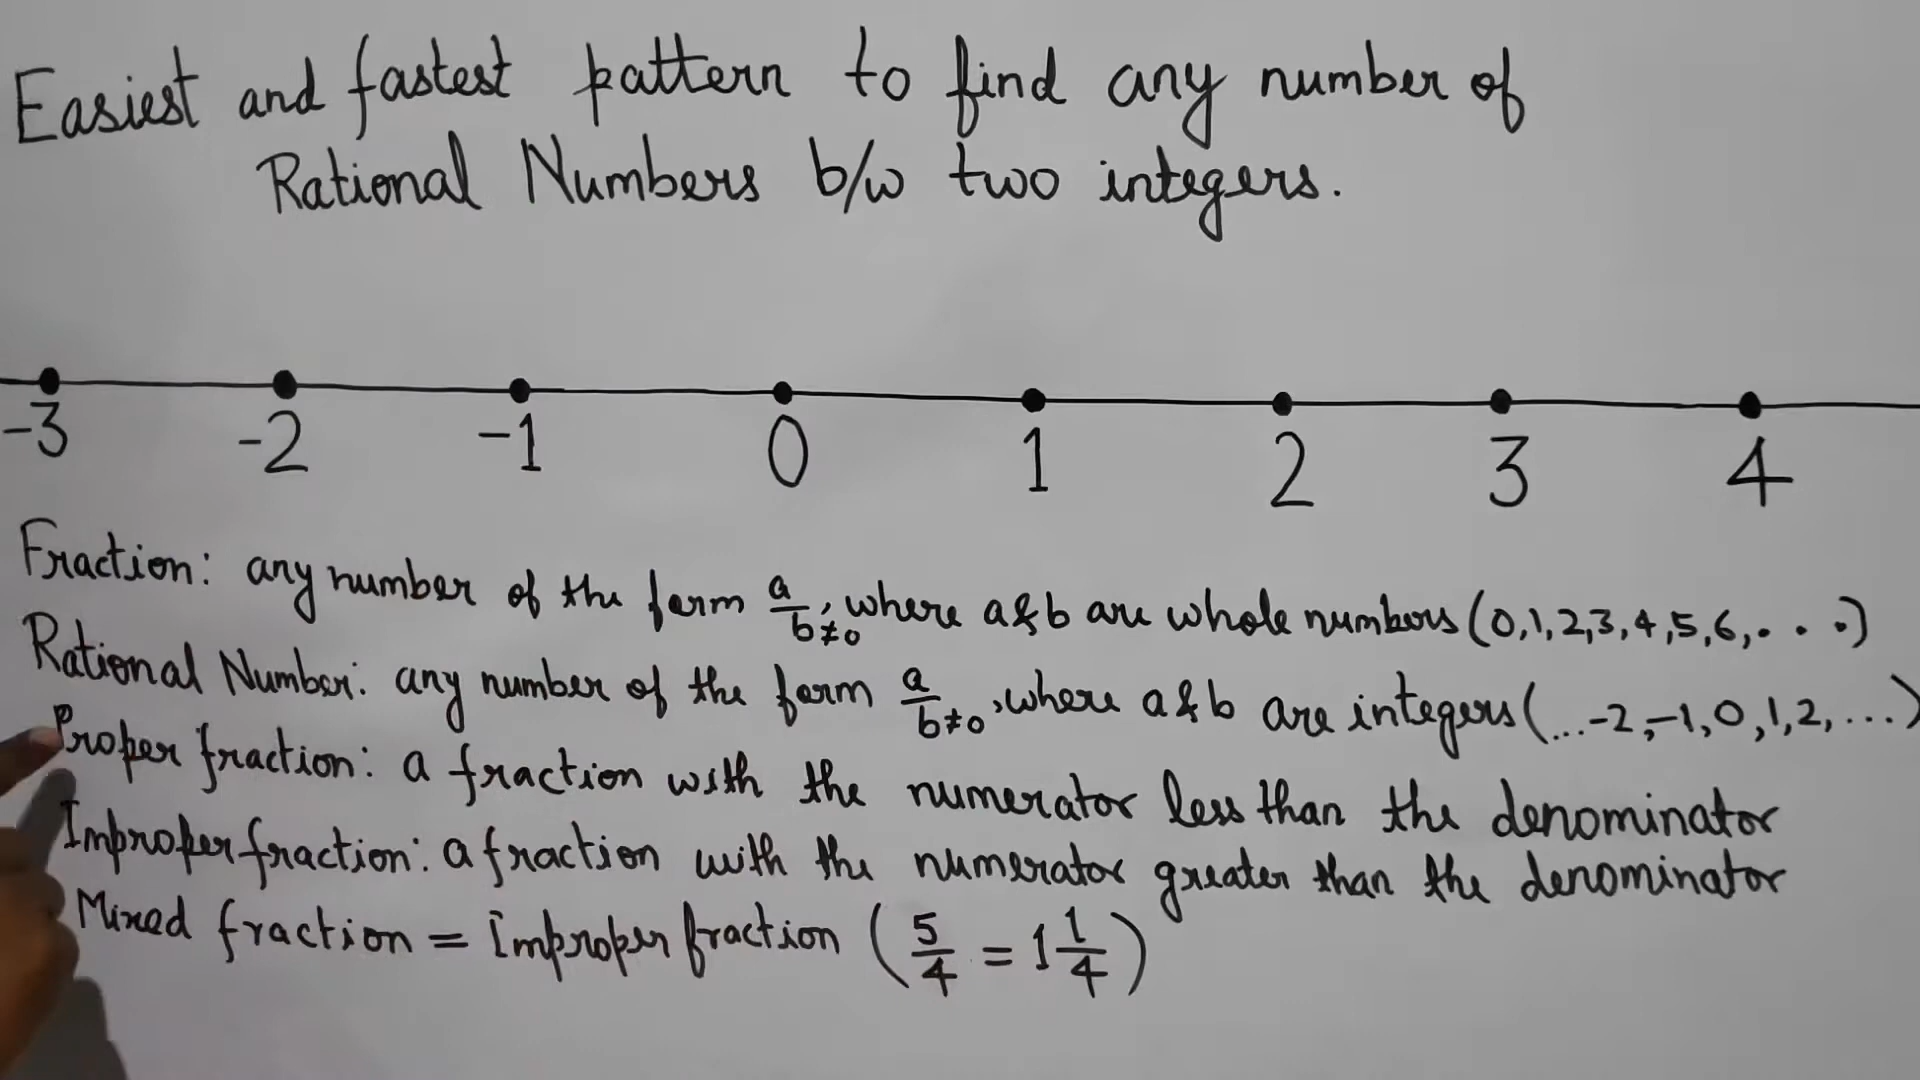 Easiest and fastest pattern to find any number of
Rational Numbers b/w two integers.
-3 -2 -1 0 1 2 3 4
Fraction: any number of the form a/b≠0, where a & b are whole numbers (0,1,2,3,4,5,6,...)
Rational Number: any number of the form a/b≠0, where a & b are integers (...-2,-1,0,1,2,...)
Proper fraction: a fraction with the numerator less than the denominator
Improper fraction: a fraction with the numerator greater than the denominator
Mixed fraction = Improper fraction (5/4 = 1 1/4)